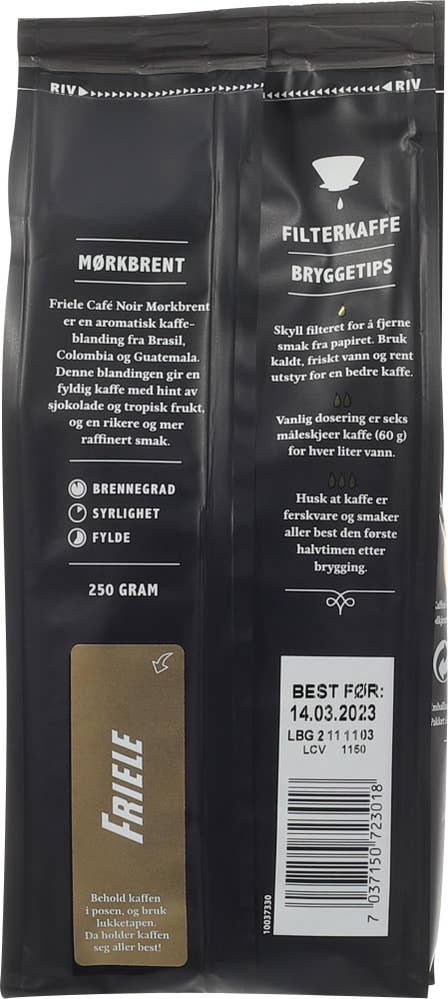 RIV
RIV
MØRKBRENT
Friele Café Noir Mørkbrent
er en aromatisk kaffe-
blanding fra Brasil,
Colombia og Guatemala.
Denne blandingen gir en
fyldig kaffe med hint av
sjokolade og tropisk frukt,
og en rikere og mer
raffinert smak.
BRENNEGRAD
SYRLIGHET
FYLDE
250 GRAM
FRIELE
Behold kaffen
i posen, og bruk
lukketapen.
Da holder kaffen
seg aller best!
FILTERKAFFE
BRYGGETIPS
Skyll filteret for å fjerne
smak fra papiret. Bruk
kaldt, friskt vann og rent
utstyr for en bedre kaffe.
Vanlig dosering er seks
måleskjeer kaffe (60 g)
for hver liter vann.
Husk at kaffe er
ferskvare og smaker
aller best den første
halvtimen etter
brygging.
BEST FØR:
14.03.2023
LBG 2 11 1 103
LCV 1150
7 037150 723018
10037330